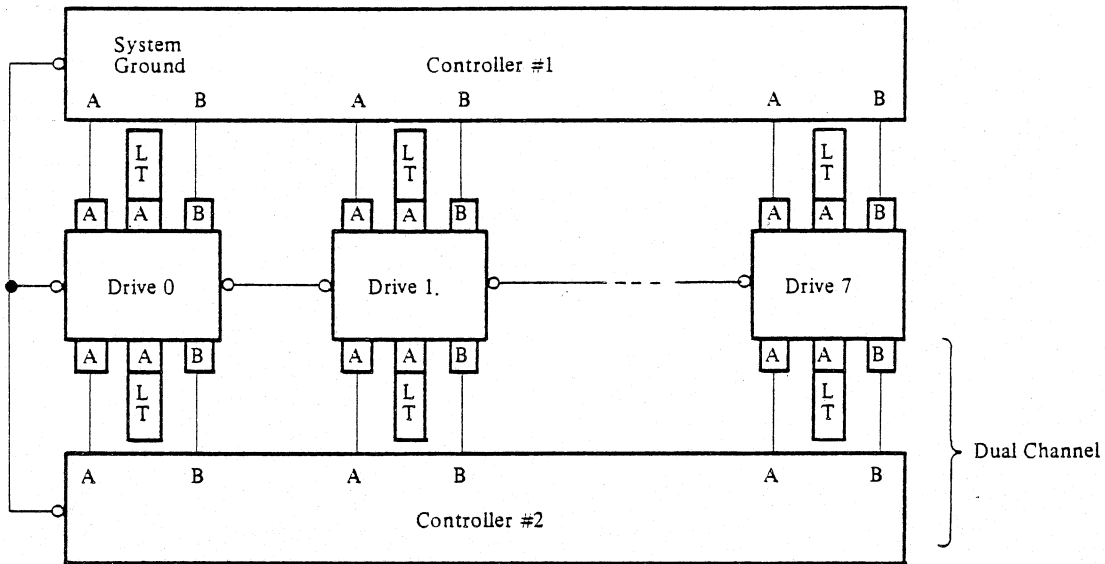 System
Ground
Controller #1
A B A B A B
L
T
L
T
L
T
A A B A A B A A B
Drive 0 Drive 1. Drive 7
A A B A A B A A B
L
T
L
T
L
T
Dual Channel
A B A B A B
Controller #2